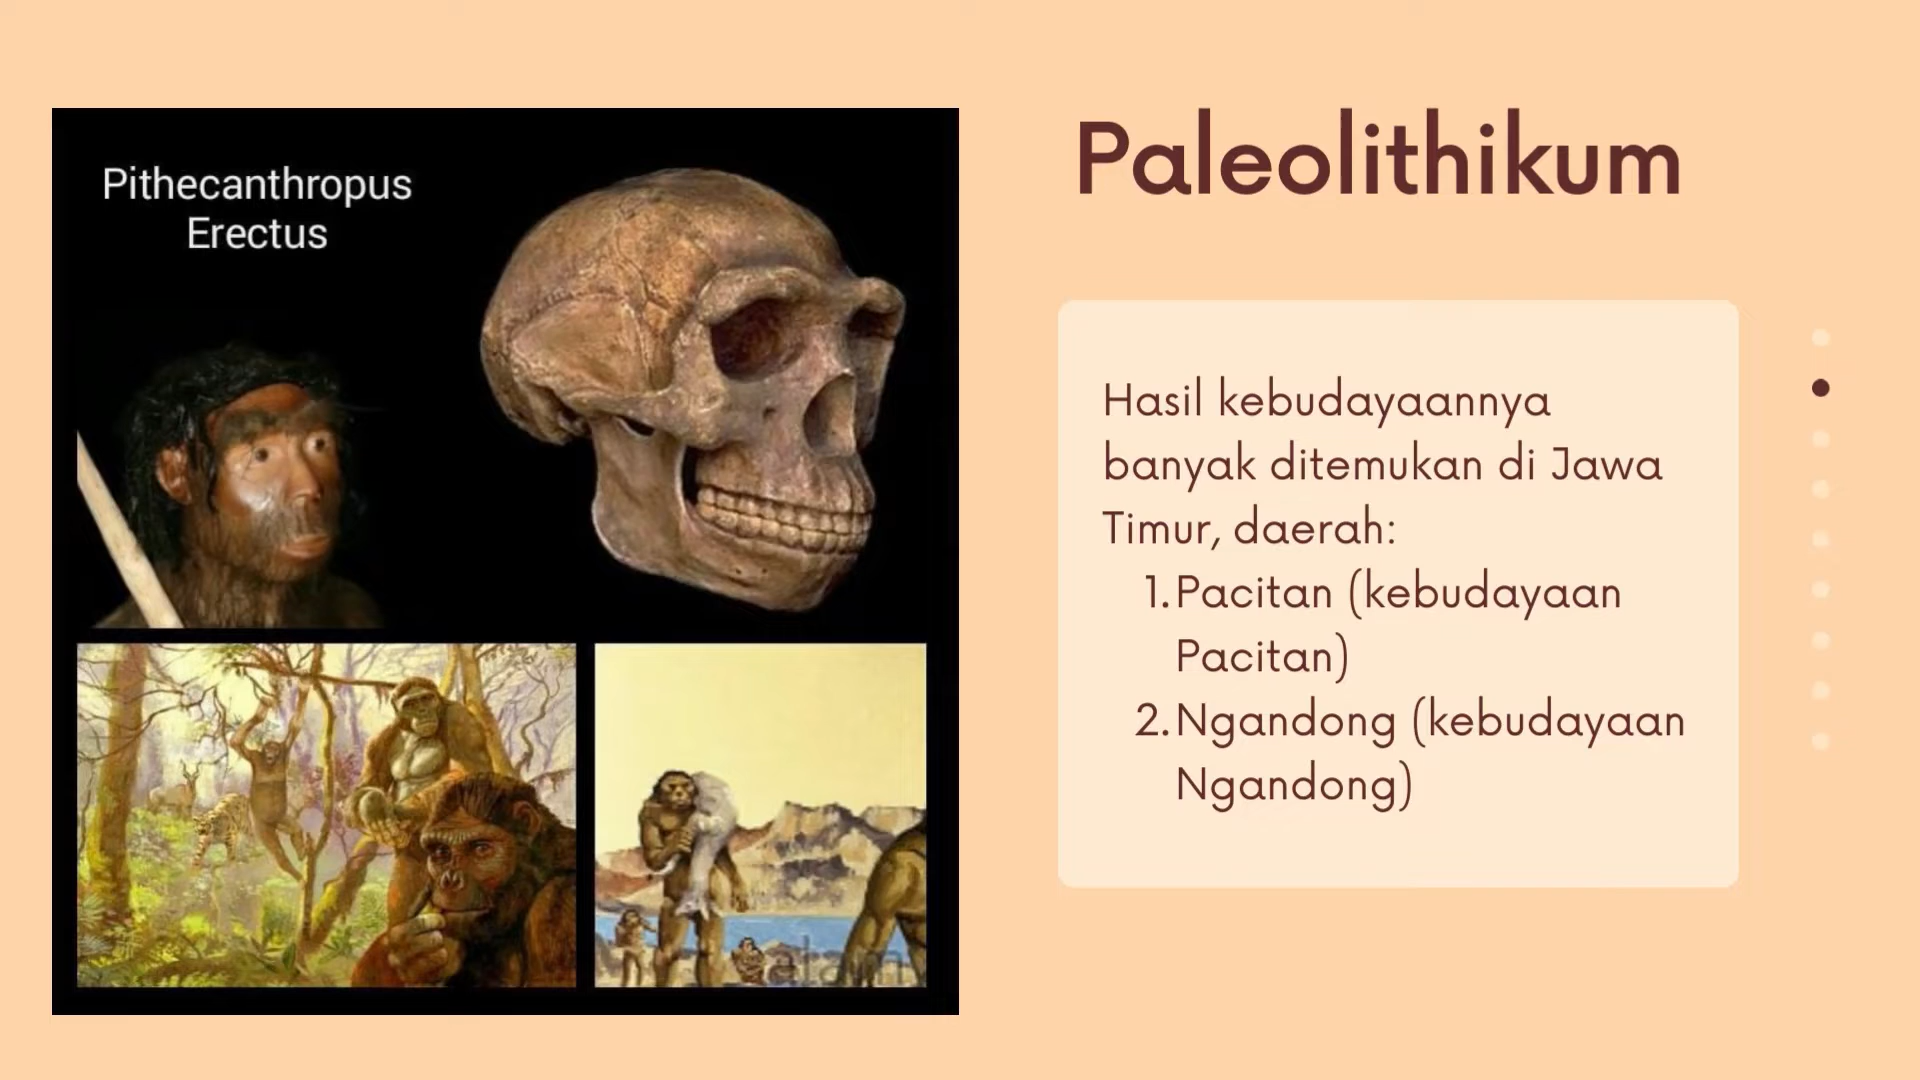 Pithecanthropus
Erectus
Paleolithikum
Hasil kebudayaannya
banyak ditemukan di Jawa
Timur, daerah:
1.Pacitan (kebudayaan
Pacitan)
2.Ngandong (kebudayaan
Ngandong)